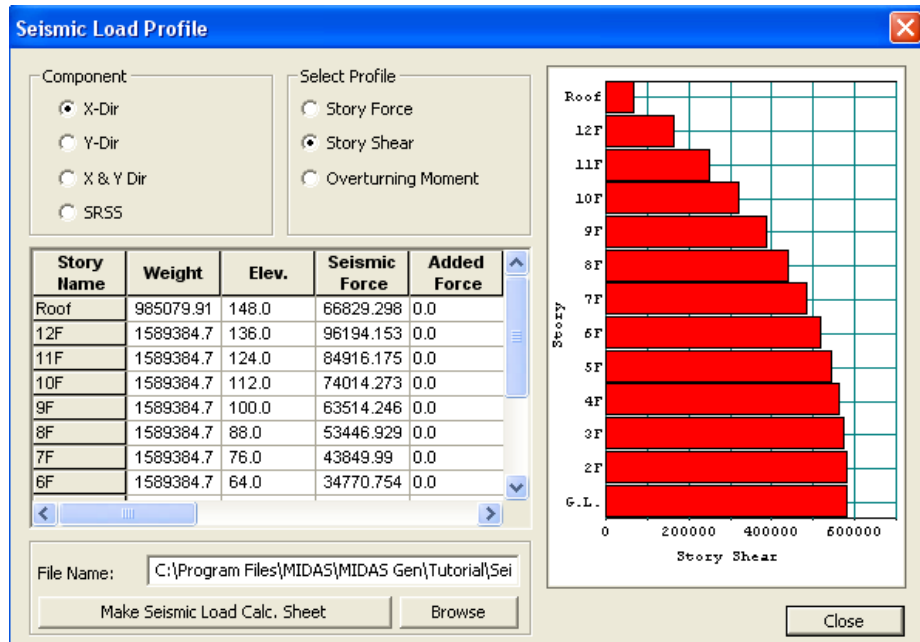 Seismic Load Profile
Component
X-Dir
Y-Dir
X & Y Dir
SRSS
Select Profile
Story Force
Story Shear
Overturning Moment
Story Name Weight Elev. Seismic Force Added Force
Roof 985079.91 148.0 66829.298 0.0
12F 1589384.7 136.0 96194.153 0.0
11F 1589384.7 124.0 84916.175 0.0
10F 1589384.7 112.0 74014.273 0.0
9F 1589384.7 100.0 63514.246 0.0
8F 1589384.7 88.0 53446.929 0.0
7F 1589384.7 76.0 43849.99 0.0
6F 1589384.7 64.0 34770.754 0.0
File Name: C:\Program Files\MIDAS\MIDAS Gen\Tutorial\Sei
Make Seismic Load Calc. Sheet Browse
Roof
12F
11F
10F
9F
8F
7F
6F
5F
4F
3F
2F
G.L.
Story
0 200000 400000 600000
Story Shear
Close